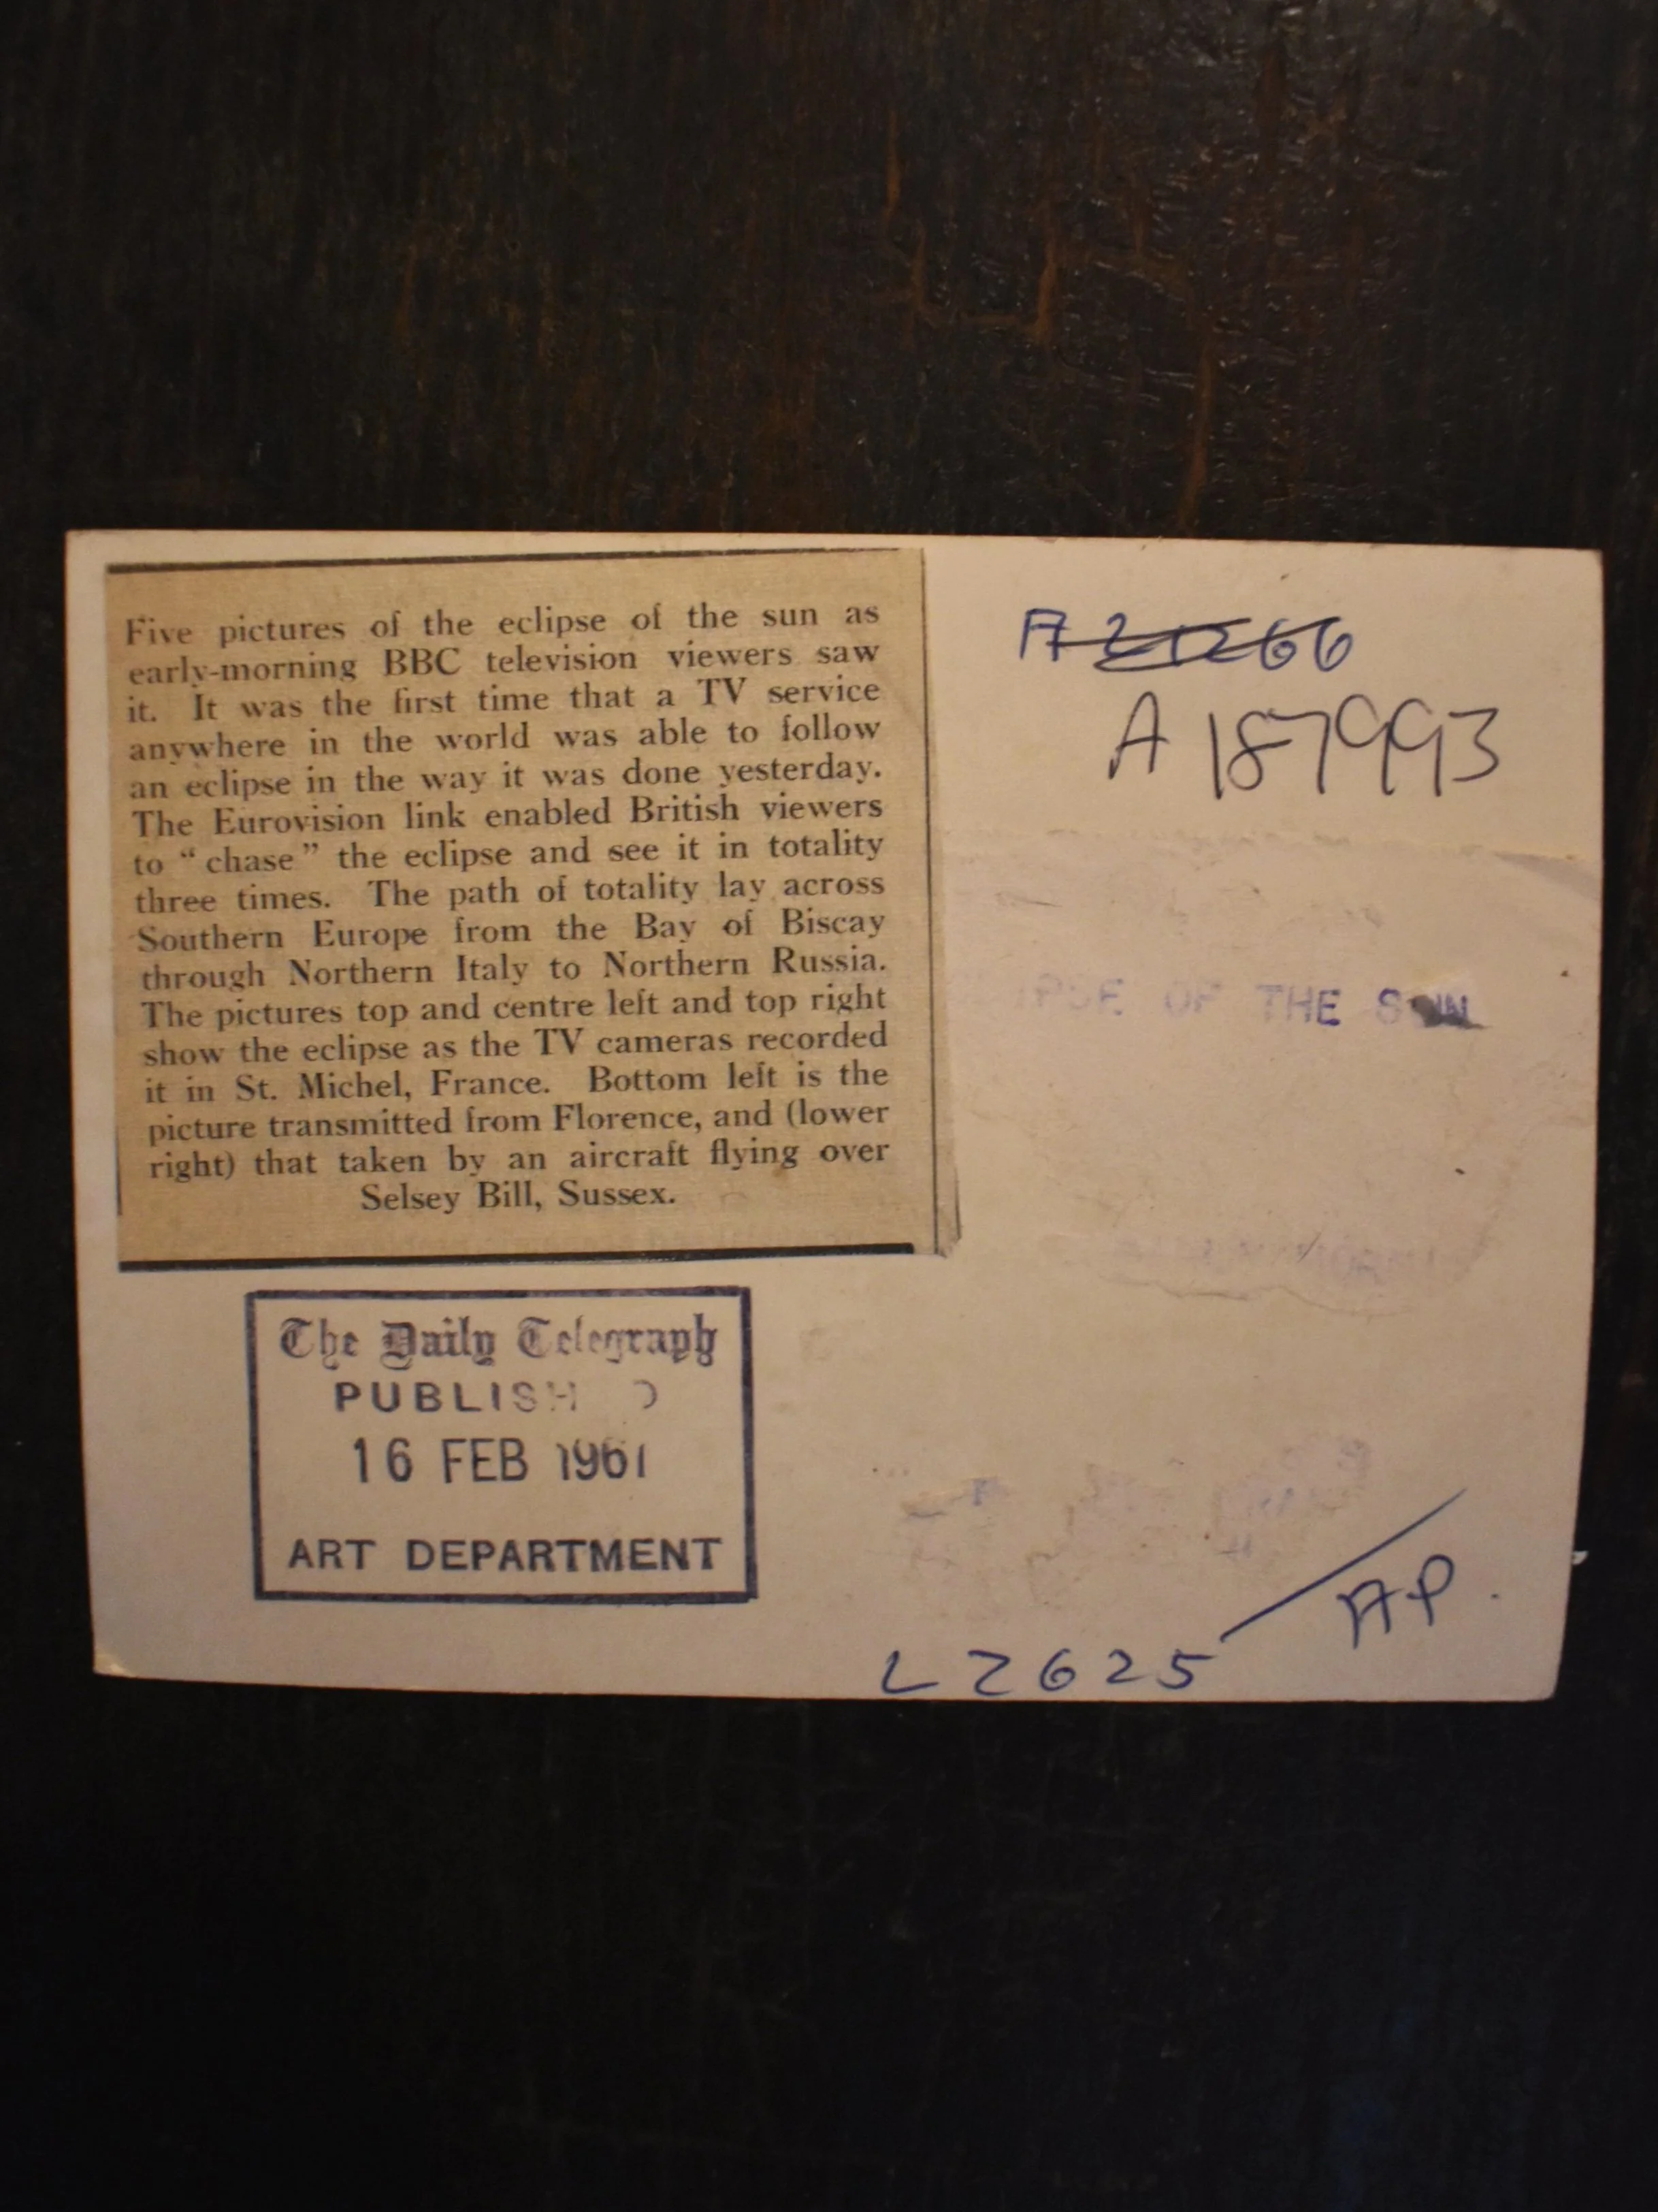 Five pictures of the eclipse of the sun as
early-morning BBC television viewers saw
it. It was the first time that a TV service
anywhere in the world was able to follow
an eclipse in the way it was done yesterday.
The Eurovision link enabled British viewers
to “chase” the eclipse and see it in totality
three times. The path of totality lay across
Southern Europe from the Bay of Biscay
through Northern Italy to Northern Russia.
The pictures top and centre left and top right
show the eclipse as the TV cameras recorded
it in St. Michel, France. Bottom left is the
picture transmitted from Florence, and (lower
right) that taken by an aircraft flying over
Selsey Bill, Sussex.
The Daily Telegraph
PUBLISH D
16 FEB 1961
ART DEPARTMENT
A 187993
OF THE SUN
L2625 / AP.